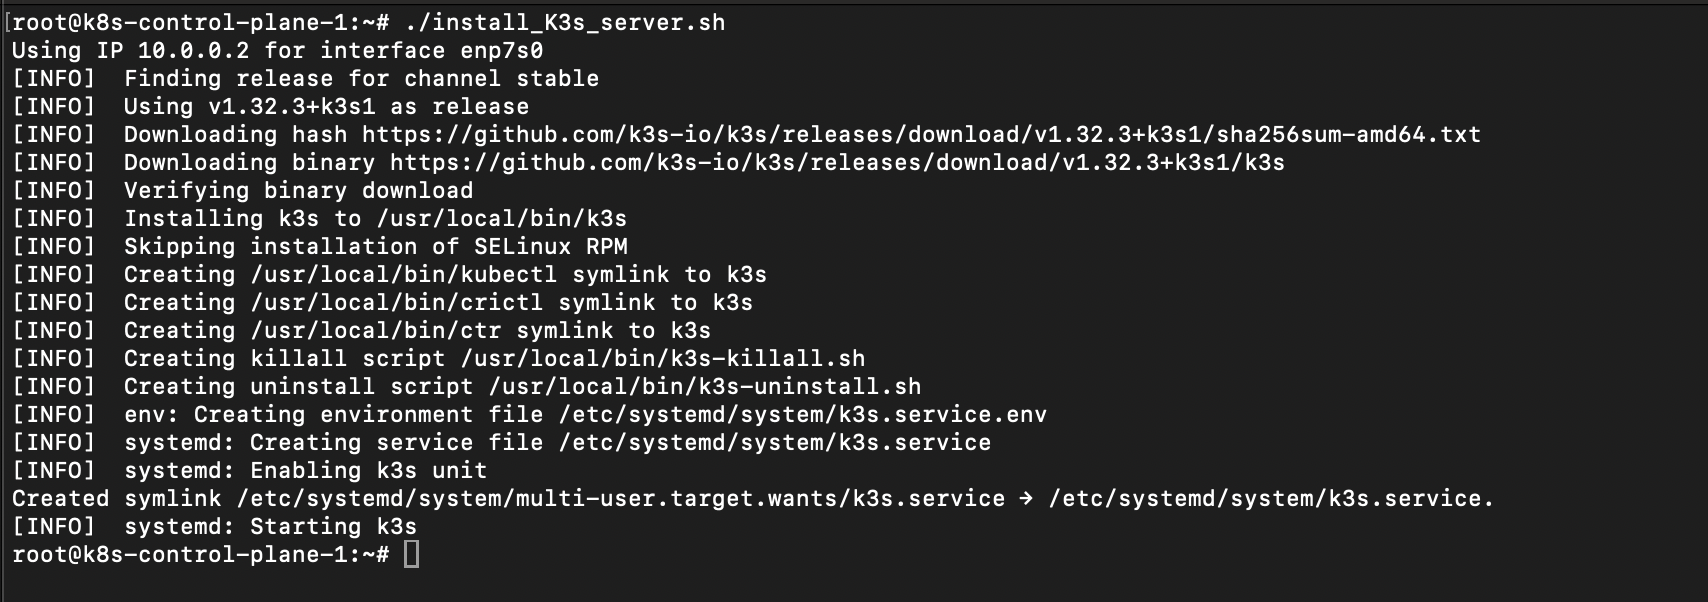 [root@k8s-control-plane-1:~# ./install_K3s_server.sh
Using IP 10.0.0.2 for interface enp7s0
[INFO]  Finding release for channel stable
[INFO]  Using v1.32.3+k3s1 as release
[INFO]  Downloading hash https://github.com/k3s-io/k3s/releases/download/v1.32.3+k3s1/sha256sum-amd64.txt
[INFO]  Downloading binary https://github.com/k3s-io/k3s/releases/download/v1.32.3+k3s1/k3s
[INFO]  Verifying binary download
[INFO]  Installing k3s to /usr/local/bin/k3s
[INFO]  Skipping installation of SELinux RPM
[INFO]  Creating /usr/local/bin/kubectl symlink to k3s
[INFO]  Creating /usr/local/bin/crictl symlink to k3s
[INFO]  Creating /usr/local/bin/ctr symlink to k3s
[INFO]  Creating killall script /usr/local/bin/k3s-killall.sh
[INFO]  Creating uninstall script /usr/local/bin/k3s-uninstall.sh
[INFO]  env: Creating environment file /etc/systemd/system/k3s.service.env
[INFO]  systemd: Creating service file /etc/systemd/system/k3s.service
[INFO]  systemd: Enabling k3s unit
Created symlink /etc/systemd/system/multi-user.target.wants/k3s.service → /etc/systemd/system/k3s.service.
[INFO]  systemd: Starting k3s
root@k8s-control-plane-1:~#